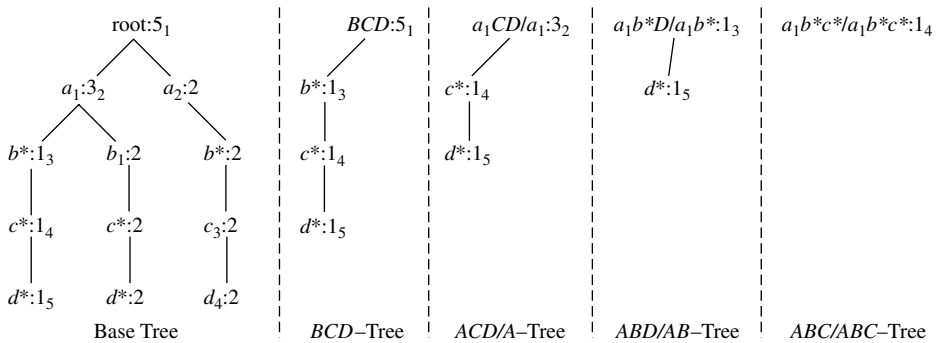 root:5₁ BCD:5₁ a₁CD/a₁:3₂ a₁b*D/a₁b*:1₃ a₁b*c*/a₁b*c*:1₄
a₁:3₂ a₂:2 b*:1₃ c*:1₄ d*:1₅
b*:1₃ b₁:2 b*:2 c*:1₄ d*:1₅
c*:1₄ c*:2 c₃:2 d*:1₅
d*:1₅ d*:2 d₄:2
Base Tree BCD–Tree ACD/A–Tree ABD/AB–Tree ABC/ABC–Tree